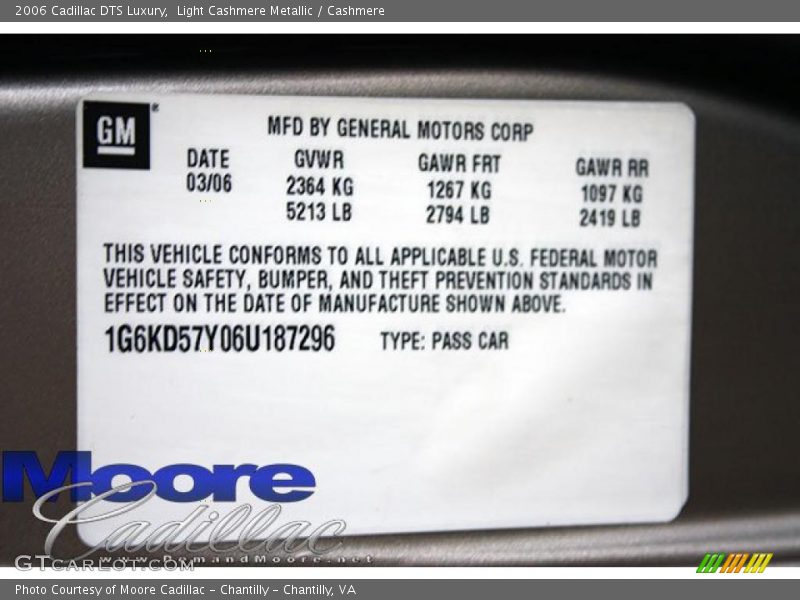 2006 Cadillac DTS Luxury, Light Cashmere Metallic / Cashmere
GM
MFD BY GENERAL MOTORS CORP
DATE GVWR GAWR FRT GAWR RR
03/06 2364 KG 1267 KG 1097 KG
5213 LB 2794 LB 2419 LB
THIS VEHICLE CONFORMS TO ALL APPLICABLE U.S. FEDERAL MOTOR
VEHICLE SAFETY, BUMPER, AND THEFT PREVENTION STANDARDS IN
EFFECT ON THE DATE OF MANUFACTURE SHOWN ABOVE.
1G6KD57Y06U187296 TYPE: PASS CAR
Moore
Cadillac
www.DemandMoore.net
GTCARLOT.COM
Photo Courtesy of Moore Cadillac - Chantilly - Chantilly, VA